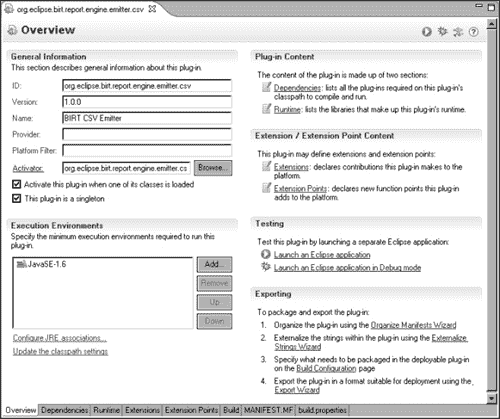 org.eclipse.birt.report.engine.emitter.csv
Overview
General Information
This section describes general information about this plug-in.
ID: org.eclipse.birt.report.engine.emitter.csv
Version: 1.0.0
Name: BIRT CSV Emitter
Provider:
Platform Filter:
Activator: org.eclipse.birt.report.engine.emitter.cs Browse...
Activate this plug-in when one of its classes is loaded
This plug-in is a singleton
Execution Environments
Specify the minimum execution environments required to run this
plug-in.
JavaSE-1.6
Add...
Remove
Up
Down
Configure JRE associations...
Update the classpath settings
Plug-in Content
The content of the plug-in is made up of two sections:
Dependencies: lists all the plug-ins required on this plug-in's
classpath to compile and run.
Runtime: lists the libraries that make up this plug-in's runtime.
Extension / Extension Point Content
This plug-in may define extensions and extension points:
Extensions: declares contributions this plug-in makes to the
platform.
Extension Points: declares new function points this plug-in
adds to the platform.
Testing
Test this plug-in by launching a separate Eclipse application:
Launch an Eclipse application
Launch an Eclipse application in Debug mode
Exporting
To package and export the plug-in:
1. Organize the plug-in using the Organize Manifests Wizard
2. Externalize the strings within the plug-in using the Externalize
Strings Wizard
3. Specify what needs to be packaged in the deployable plug-in
on the Build Configuration page
4. Export the plug-in in a format suitable for deployment using the
Export Wizard
Overview Dependencies Runtime Extensions Extension Points Build MANIFEST.MF build.properties